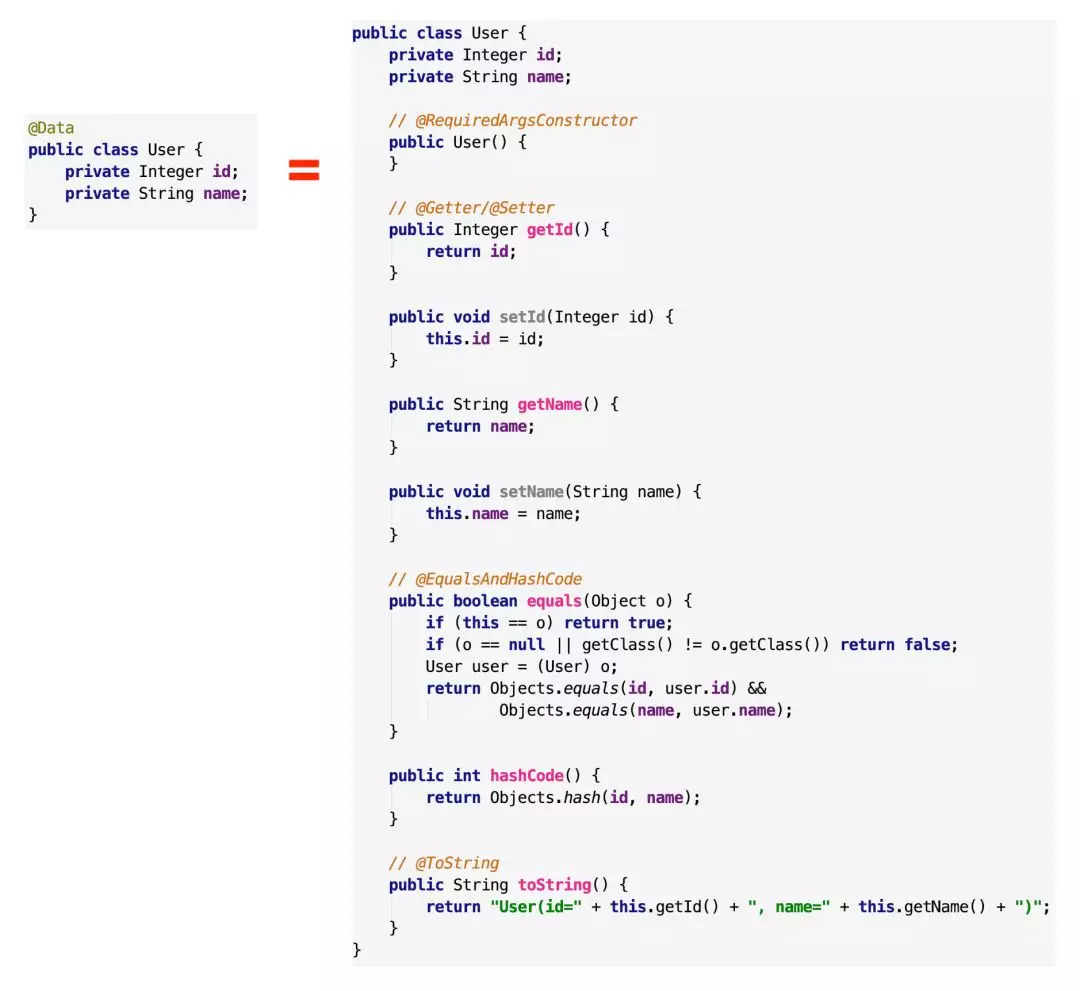 @Data
public class User {
    private Integer id;
    private String name;
}
=
public class User {
    private Integer id;
    private String name;

    // @RequiredArgsConstructor
    public User() {
    }

    // @Getter/@Setter
    public Integer getId() {
        return id;
    }

    public void setId(Integer id) {
        this.id = id;
    }

    public String getName() {
        return name;
    }

    public void setName(String name) {
        this.name = name;
    }

    // @EqualsAndHashCode
    public boolean equals(Object o) {
        if (this == o) return true;
        if (o == null || getClass() != o.getClass()) return false;
        User user = (User) o;
        return Objects.equals(id, user.id) &&
                Objects.equals(name, user.name);
    }

    public int hashCode() {
        return Objects.hash(id, name);
    }

    // @ToString
    public String toString() {
        return "User(id=" + this.getId() + ", name=" + this.getName() + ")";
    }
}